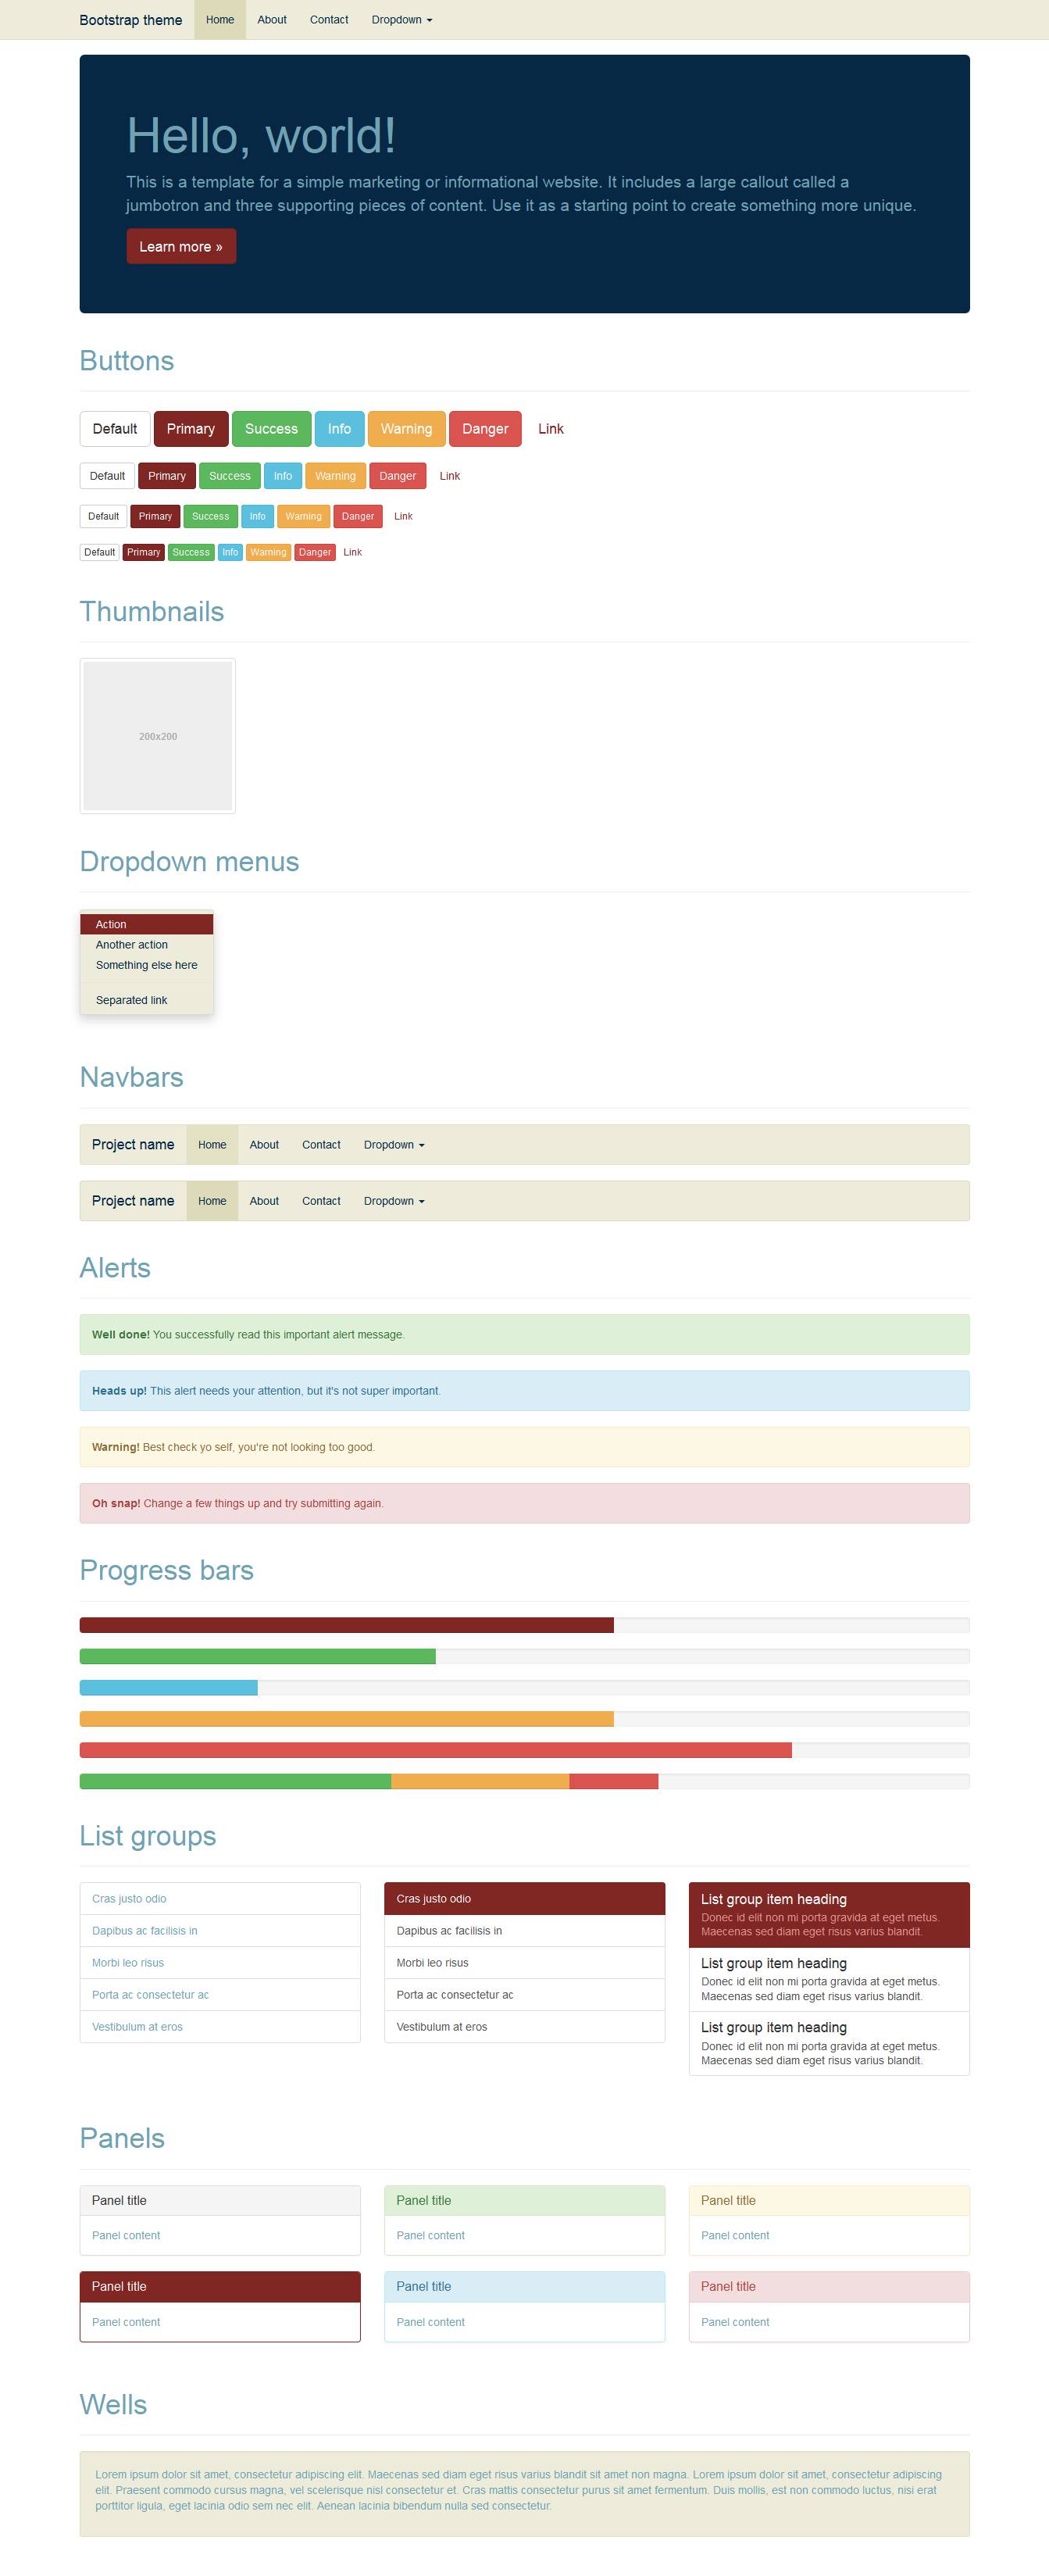 Bootstrap theme Home About Contact Dropdown
Hello, world!
This is a template for a simple marketing or informational website. It includes a large callout called a
jumbotron and three supporting pieces of content. Use it as a starting point to create something more unique.
Learn more »
Buttons
Default Primary Success Info Warning Danger Link
Default Primary Success Info Warning Danger Link
Default Primary Success Info Warning Danger Link
Default Primary Success Info Warning Danger Link
Thumbnails
200x200
Dropdown menus
Action
Another action
Something else here
Separated link
Navbars
Project name Home About Contact Dropdown
Project name Home About Contact Dropdown
Alerts
Well done! You successfully read this important alert message.
Heads up! This alert needs your attention, but it's not super important.
Warning! Best check yo self, you're not looking too good.
Oh snap! Change a few things up and try submitting again.
Progress bars
List groups
Cras justo odio
Dapibus ac facilisis in
Morbi leo risus
Porta ac consectetur ac
Vestibulum at eros
Cras justo odio
Dapibus ac facilisis in
Morbi leo risus
Porta ac consectetur ac
Vestibulum at eros
List group item heading
Donec id elit non mi porta gravida at eget metus.
Maecenas sed diam eget risus varius blandit.
List group item heading
Donec id elit non mi porta gravida at eget metus.
Maecenas sed diam eget risus varius blandit.
List group item heading
Donec id elit non mi porta gravida at eget metus.
Maecenas sed diam eget risus varius blandit.
Panels
Panel title
Panel content
Panel title
Panel content
Panel title
Panel content
Panel title
Panel content
Panel title
Panel content
Panel title
Panel content
Wells
Lorem ipsum dolor sit amet, consectetur adipiscing elit. Maecenas sed diam eget risus varius blandit sit amet non magna. Lorem ipsum dolor sit amet, consectetur adipiscing
elit. Praesent commodo cursus magna, vel scelerisque nisl consectetur et. Cras mattis consectetur purus sit amet fermentum. Duis mollis, est non commodo luctus, nisi erat
porttitor ligula, eget lacinia odio sem nec elit. Aenean lacinia bibendum nulla sed consectetur.